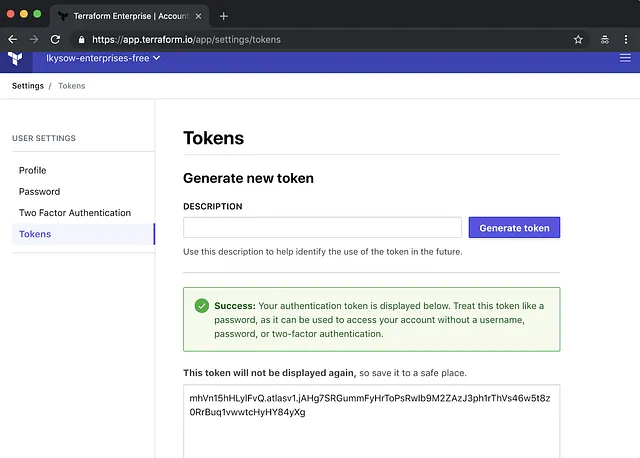 Terraform Enterprise | Account
https://app.terraform.io/app/settings/tokens
lkysow-enterprises-free
Settings / Tokens
USER SETTINGS
Profile
Password
Two Factor Authentication
Tokens
Tokens
Generate new token
DESCRIPTION
Generate token
Use this description to help identify the use of the token in the future.
Success: Your authentication token is displayed below. Treat this token like a
password, as it can be used to access your account without a username,
password, or two-factor authentication.
This token will not be displayed again, so save it to a safe place.
mhVn15hHLylFvQ.atlasv1.jAHg7SRGummFyHrToPsRwIb9M2ZAzJ3ph1rThVs46w5t8z
0RrBuq1vwwtcHyHY84yXg